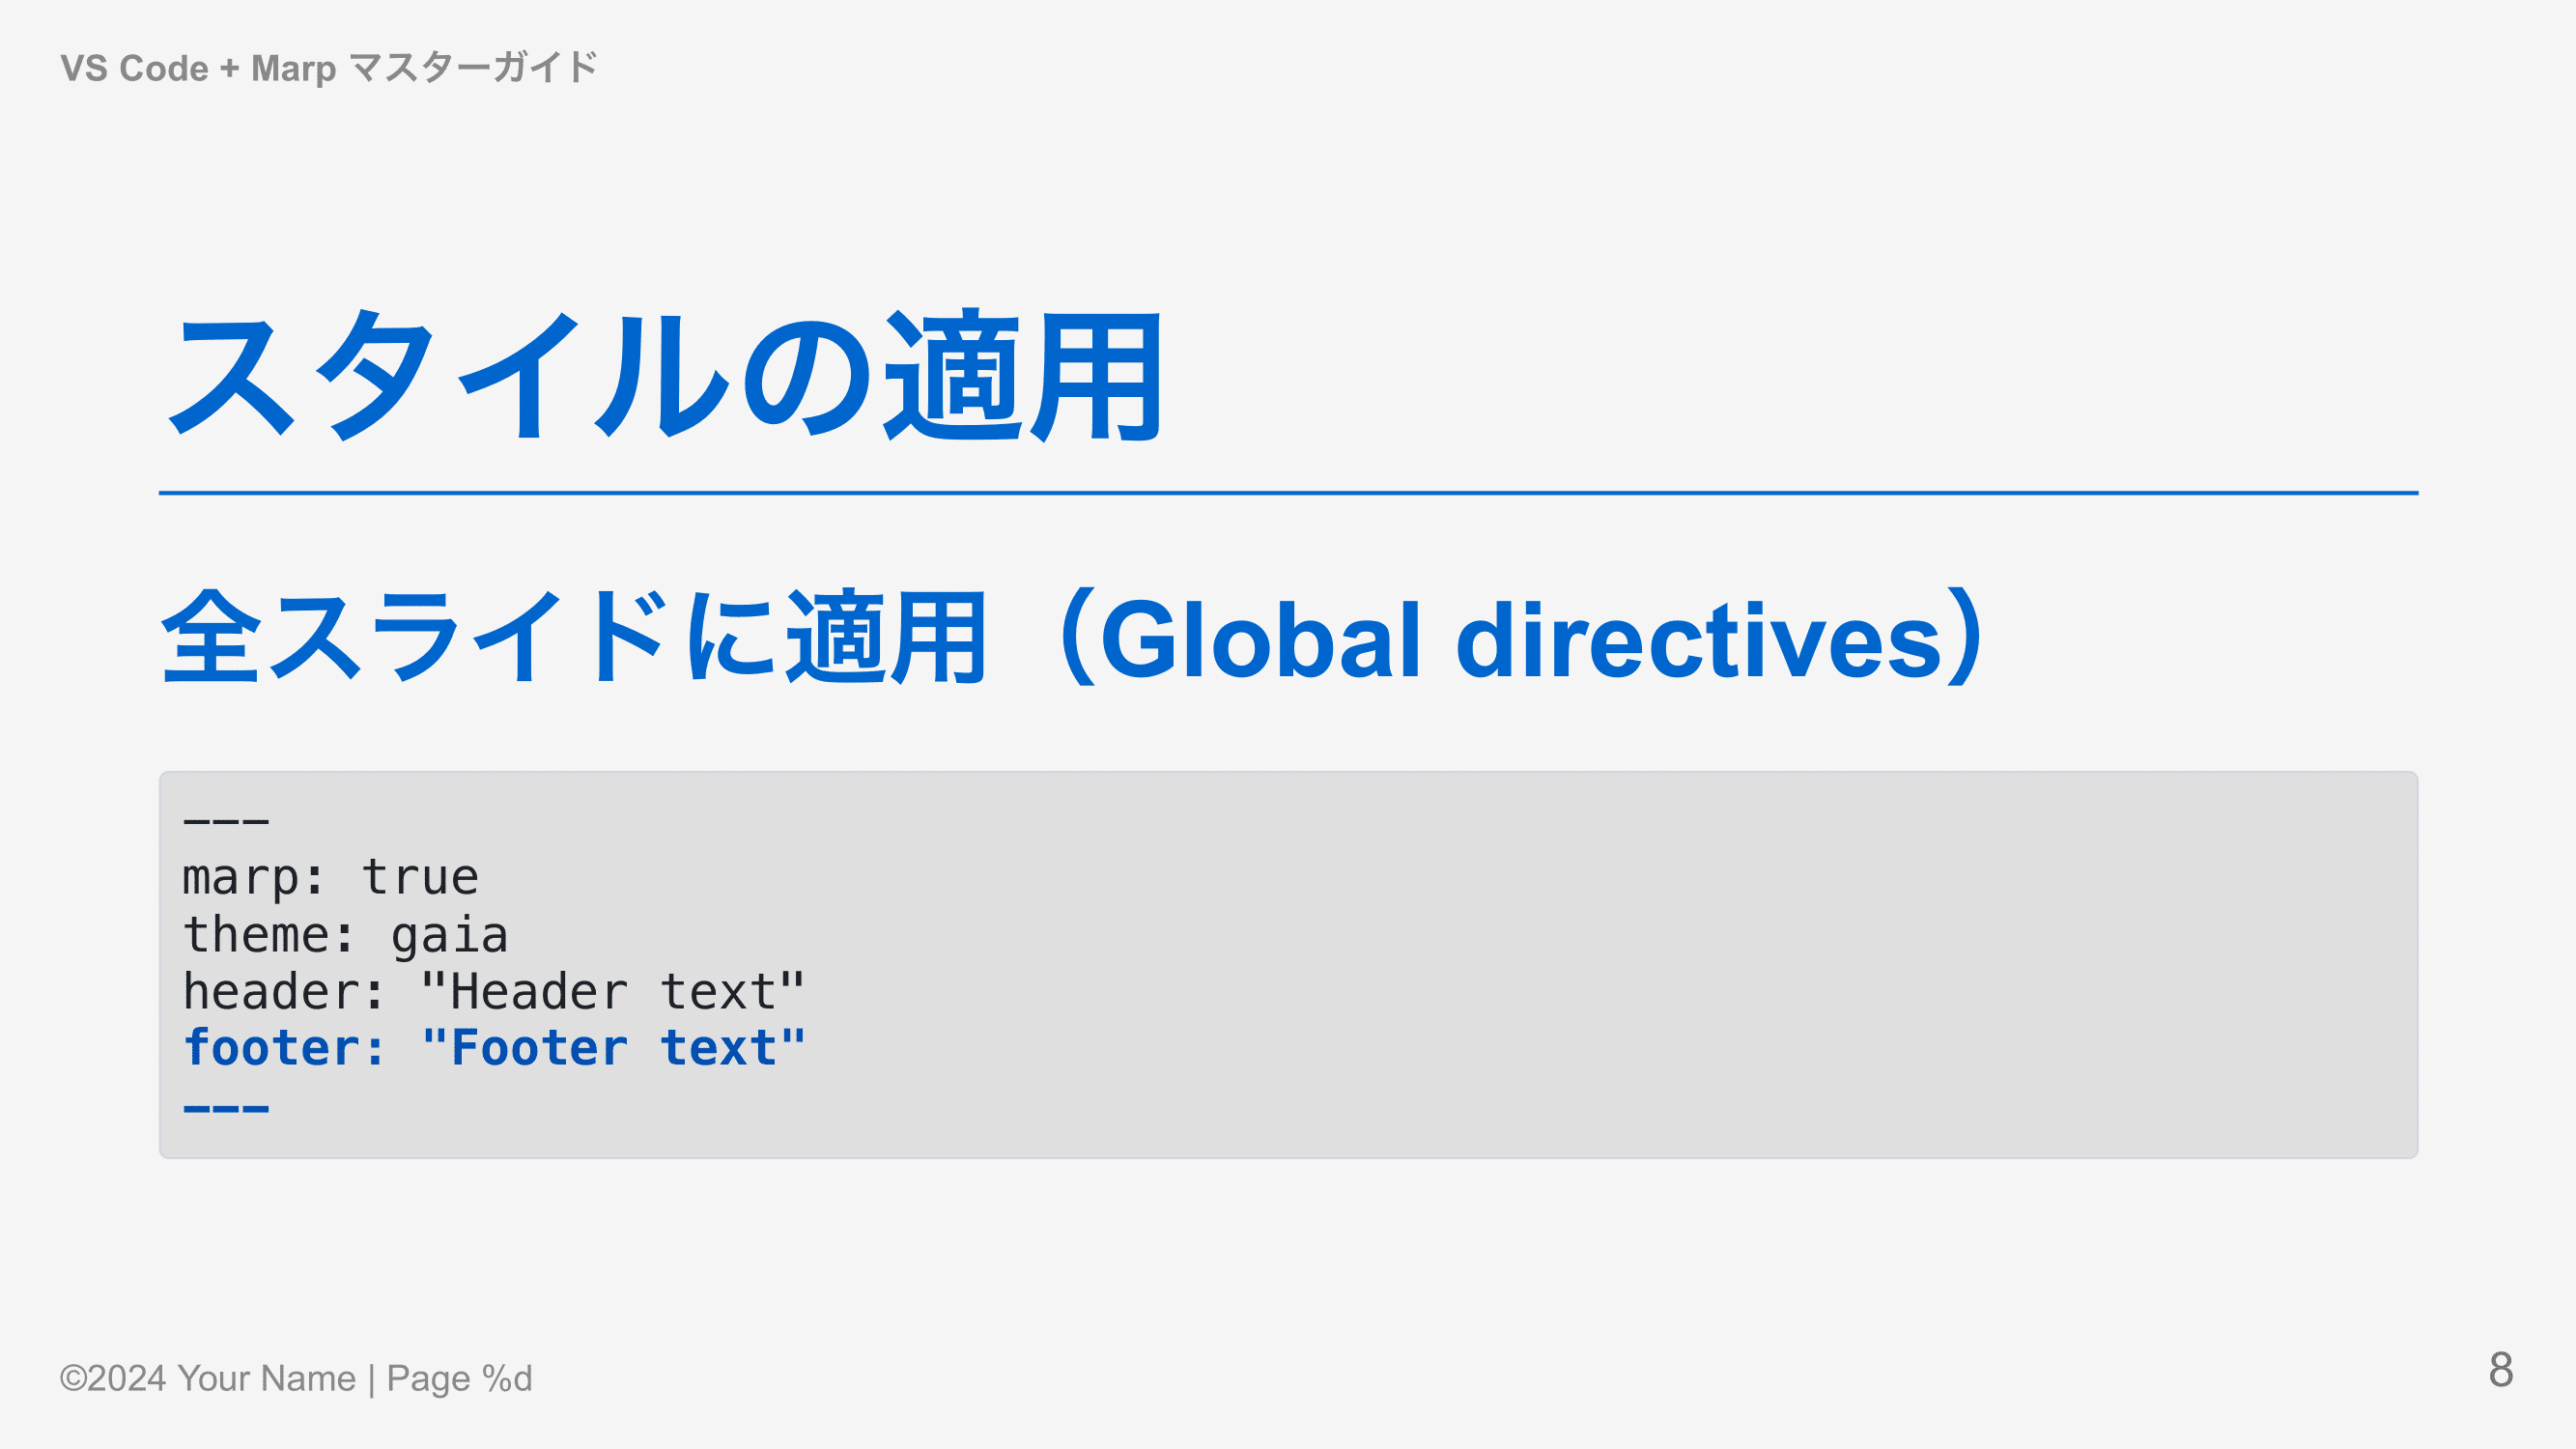 VS Code + Marp マスターガイド
スタイルの適用
全スライドに適用（Global directives）
---
marp: true
theme: gaia
header: "Header text"
footer: "Footer text"
---
©2024 Your Name | Page %d
8